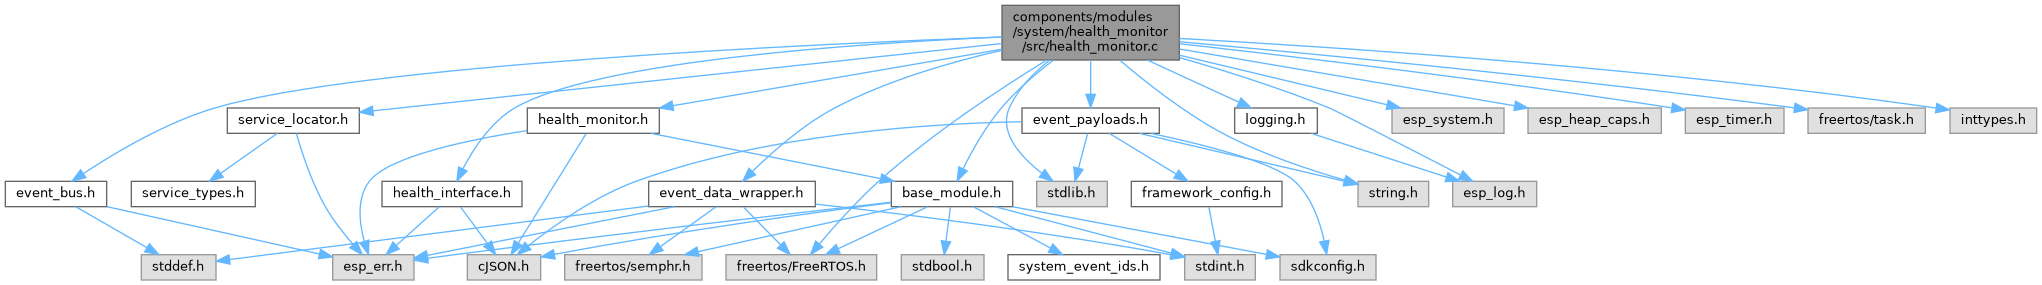 components/modules
/system/health_monitor
/src/health_monitor.c
service_locator.h
health_monitor.h
event_payloads.h
logging.h
esp_system.h
esp_heap_caps.h
esp_timer.h
freertos/task.h
inttypes.h
event_bus.h
service_types.h
health_interface.h
event_data_wrapper.h
base_module.h
stdlib.h
framework_config.h
string.h
esp_log.h
stddef.h
esp_err.h
cJSON.h
freertos/semphr.h
freertos/FreeRTOS.h
stdbool.h
system_event_ids.h
stdint.h
sdkconfig.h